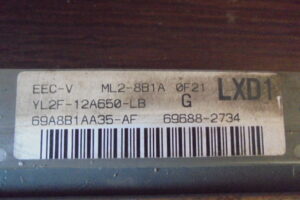 EEC-V ML2-8B1A 0F21 LXD1
YL2F-12A650-LB G
69A8B1AA35-AF 69688-2734